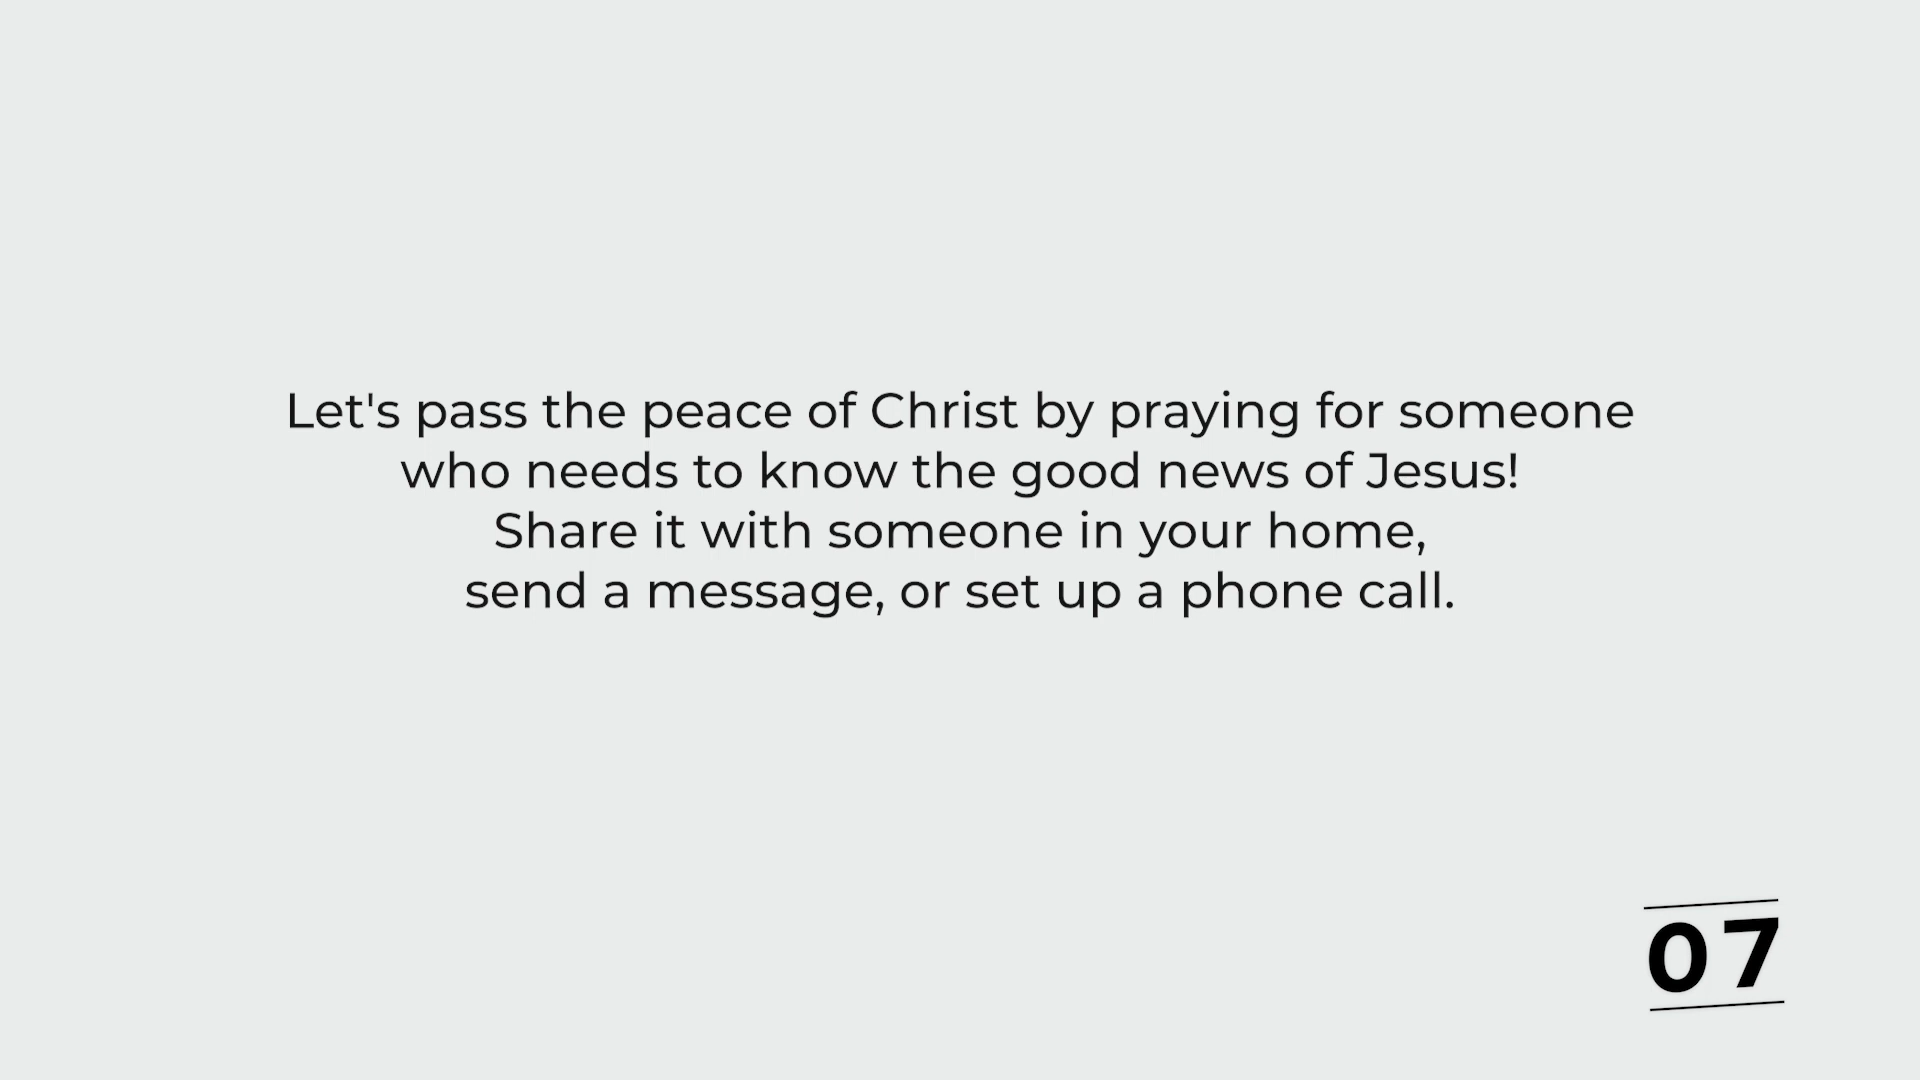 Let's pass the peace of Christ by praying for someone
who needs to know the good news of Jesus!
Share it with someone in your home,
send a message, or set up a phone call.
07